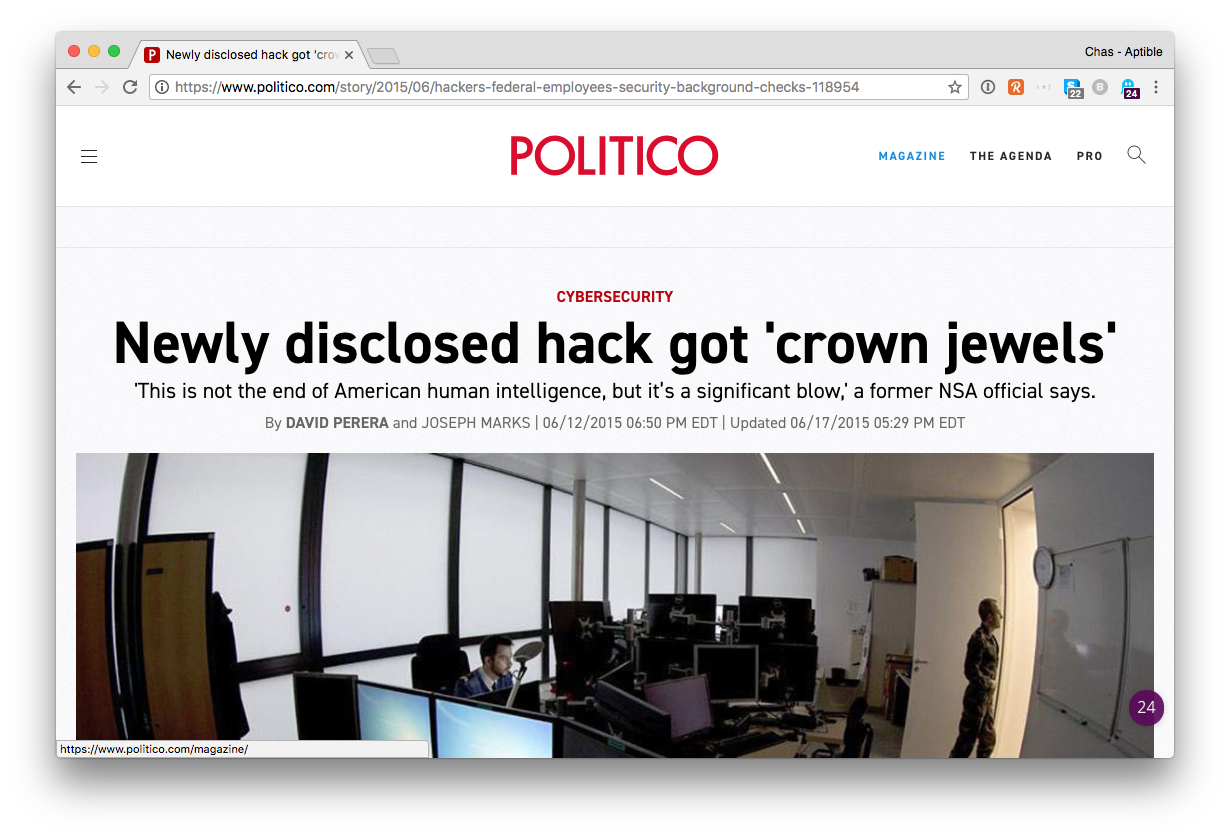 P Newly disclosed hack got 'crow
Chas - Aptible
https://www.politico.com/story/2015/06/hackers-federal-employees-security-background-checks-118954
R
S
22
B
24
POLITICO
MAGAZINE
THE AGENDA
PRO
CYBERSECURITY
Newly disclosed hack got 'crown jewels'
'This is not the end of American human intelligence, but it’s a significant blow,' a former NSA official says.
By DAVID PERERA and JOSEPH MARKS | 06/12/2015 06:50 PM EDT | Updated 06/17/2015 05:29 PM EDT
24
https://www.politico.com/magazine/